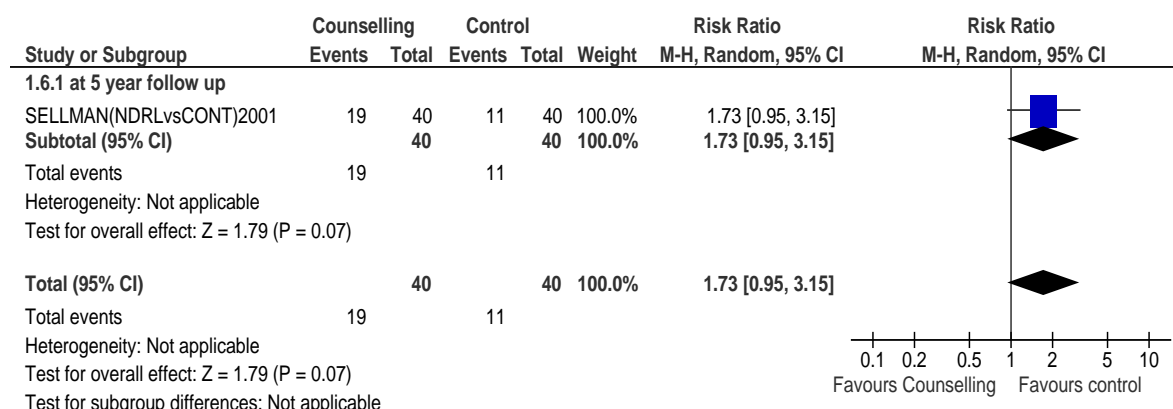 Counselling Control Risk Ratio Risk Ratio
Study or Subgroup Events Total Events Total Weight M-H, Random, 95% CI M-H, Random, 95% CI
1.6.1 at 5 year follow up
SELLMAN(NDRLvsCONT)2001 19 40 11 40 100.0% 1.73 [0.95, 3.15]
Subtotal (95% CI) 40 40 100.0% 1.73 [0.95, 3.15]
Total events 19 11
Heterogeneity: Not applicable
Test for overall effect: Z = 1.79 (P = 0.07)
Total (95% CI) 40 40 100.0% 1.73 [0.95, 3.15]
Total events 19 11
Heterogeneity: Not applicable
Test for overall effect: Z = 1.79 (P = 0.07)
Test for subgroup differences: Not applicable
0.1 0.2 0.5 1 2 5 10
Favours Counselling Favours control